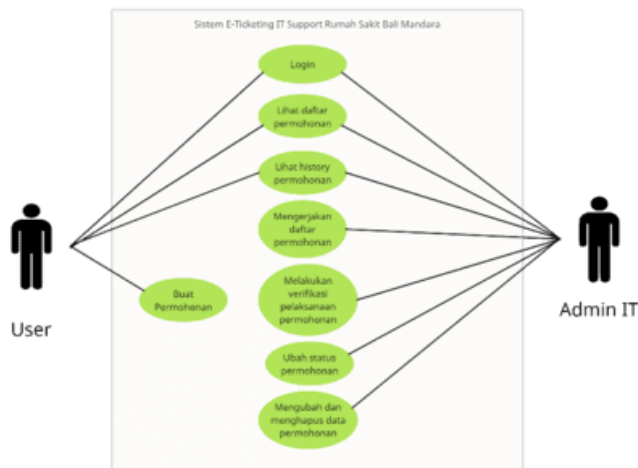 Sistem E-Ticketing IT Support Rumah Sakit Bali Mandara
Login
Lihat daftar
permohonan
Lihat history
permohonan
Mengerjakan
daftar
permohonan
Buat
Permohonan
Melakukan
verifikasi
pelaksanaan
permohonan
Ubah status
permohonan
Mengubah dan
menghapus data
permohonan
User
Admin IT